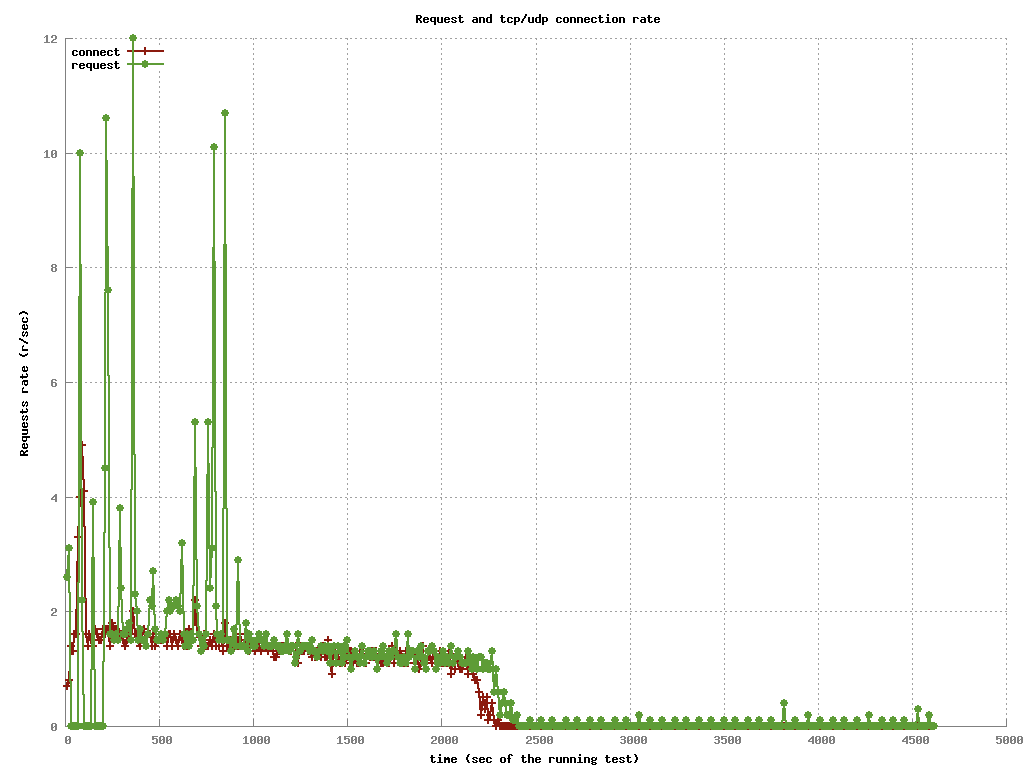 Request and tcp/udp connection rate
connect
request
12
10
8
6
4
2
0
Requests rate (r/sec)
0 500 1000 1500 2000 2500 3000 3500 4000 4500 5000
time (sec of the running test)